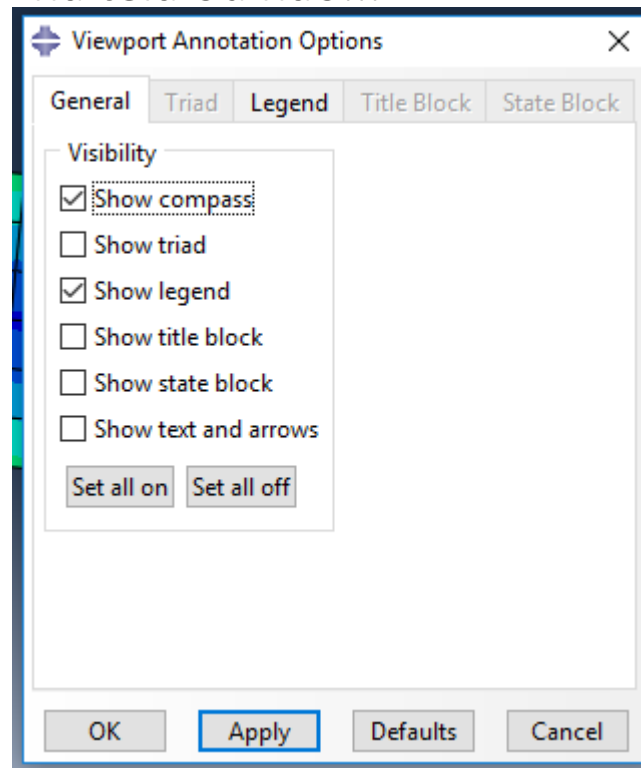 Viewport Annotation Options
General Triad Legend Title Block State Block
Visibility
Show compass
Show triad
Show legend
Show title block
Show state block
Show text and arrows
Set all on Set all off
OK Apply Defaults Cancel